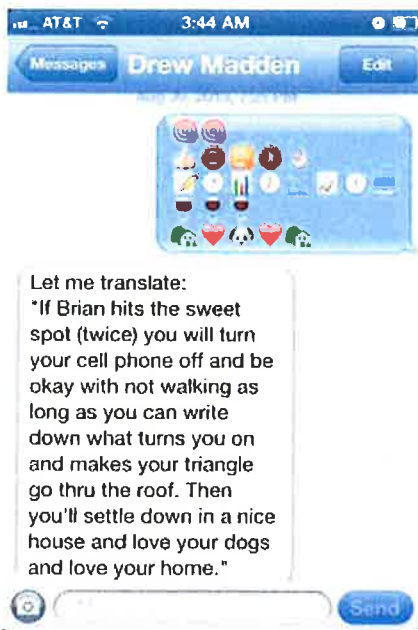 AT&T 3:44 AM
Messages Drew Madden Edit
Let me translate:
"If Brian hits the sweet
spot (twice) you will turn
your cell phone off and be
okay with not walking as
long as you can write
down what turns you on
and makes your triangle
go thru the roof. Then
you'll settle down in a nice
house and love your dogs
and love your home."
Send